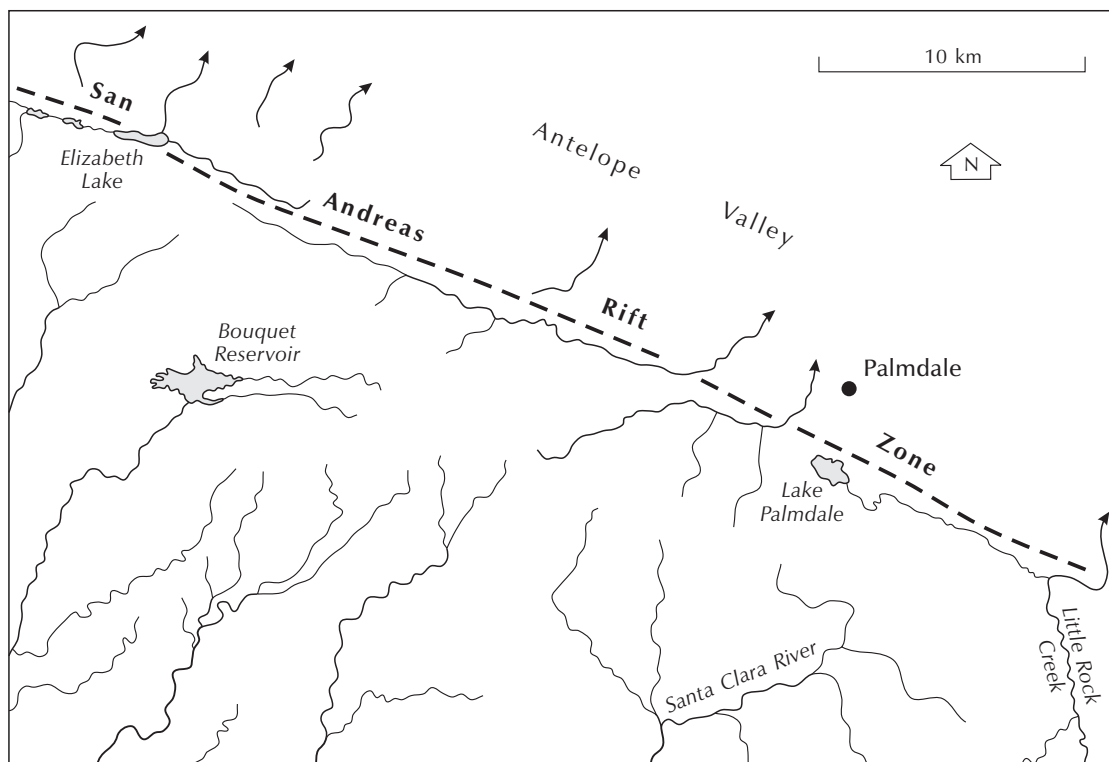 10 km
San
N
Antelope
Elizabeth
Lake
Andreas
Valley
Rift
Bouquet
Reservoir
Palmdale
Zone
Lake
Palmdale
Little Rock
Creek
Santa Clara River